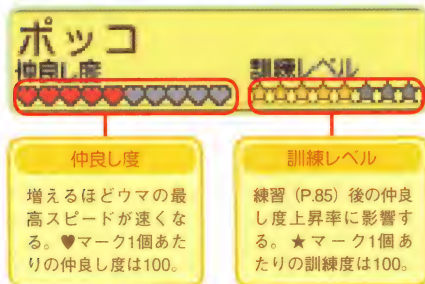 ポッコ
仲良し度
訓練レベル
仲良し度
増えるほどウマの最
高スピードが速くな
る。♥マーク1個あた
りの仲良し度は100。
訓練レベル
練習（P.85）後の仲良
し度上昇率に影響す
る。★マーク1個あ
たりの訓練度は100。